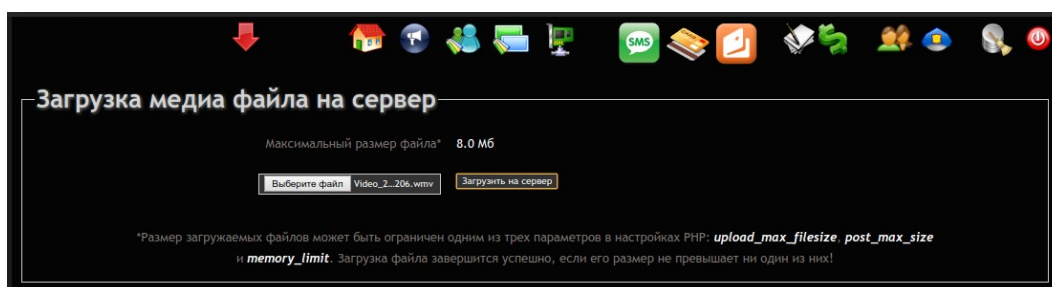 SMS
Загрузка медиа файла на сервер
Максимальный размер файла* 8.0 Мб
Выберите файл Video_2...206.wmv Загрузить на сервер
*Размер загружаемых файлов может быть ограничен одним из трех параметров в настройках PHP: upload_max_filesize, post_max_size
и memory_limit. Загрузка файла завершится успешно, если его размер не превышает ни один из них!